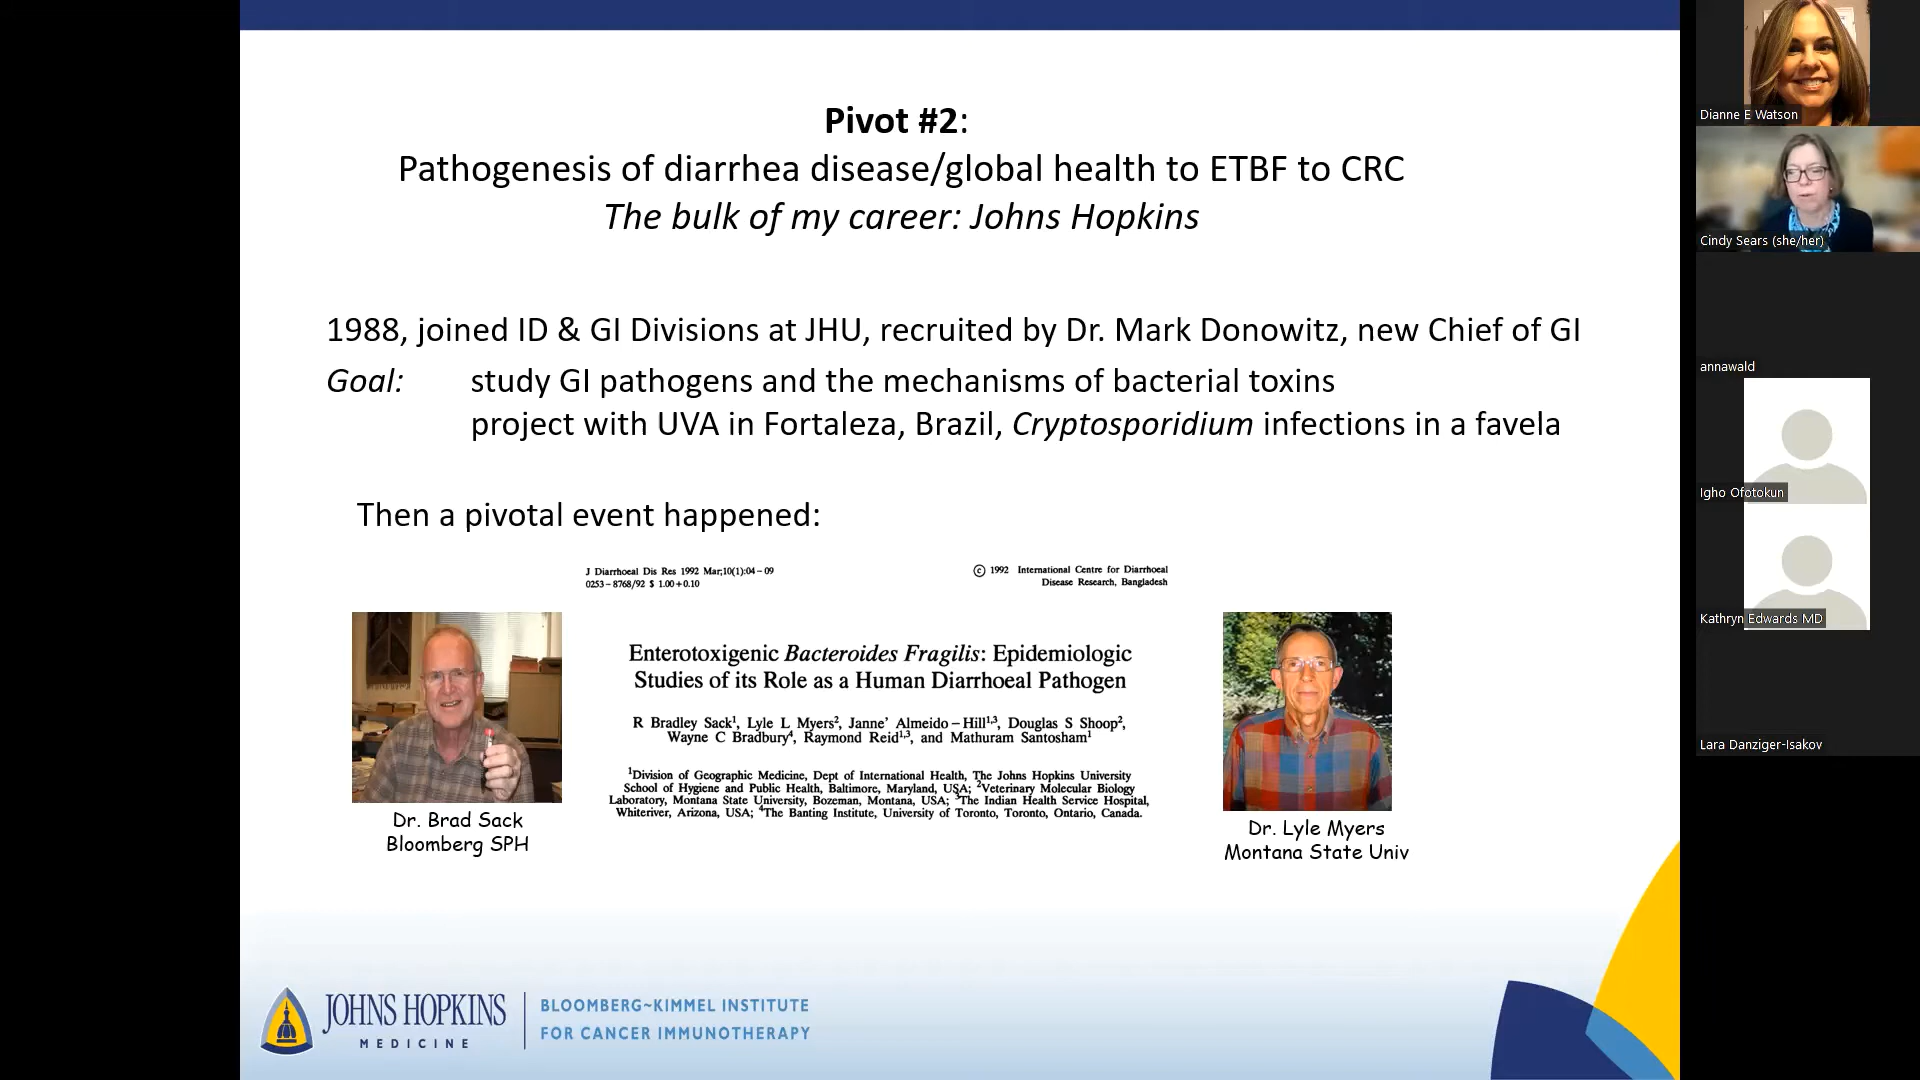 Pivot #2:
Pathogenesis of diarrhea disease/global health to ETBF to CRC
The bulk of my career: Johns Hopkins
1988, joined ID & GI Divisions at JHU, recruited by Dr. Mark Donowitz, new Chief of GI
Goal: study GI pathogens and the mechanisms of bacterial toxins
project with UVA in Fortaleza, Brazil, Cryptosporidium infections in a favela
Then a pivotal event happened:
J Diarrhoeal Dis Res 1992 Mar;10(1):04–09
0253–8768/92 $ 1.00+0.10
© 1992 International Centre for Diarrhoeal
Disease Research, Bangladesh
Enterotoxigenic Bacteroides Fragilis: Epidemiologic
Studies of its Role as a Human Diarrhoeal Pathogen
R Bradley Sack¹, Lyle L Myers², Janne' Almeido–Hill¹,³, Douglas S Shoop²,
Wayne C Bradbury⁴, Raymond Reid¹,³, and Mathuram Santosham¹
¹Division of Geographic Medicine, Dept of International Health, The Johns Hopkins University
School of Hygiene and Public Health, Baltimore, Maryland, USA; ²Veterinary Molecular Biology
Laboratory, Montana State University, Bozeman, Montana, USA; ³The Indian Health Service Hospital,
Whiteriver, Arizona, USA; ⁴The Banting Institute, University of Toronto, Toronto, Ontario, Canada.
Dr. Brad Sack
Bloomberg SPH
Dr. Lyle Myers
Montana State Univ
JOHNS HOPKINS
MEDICINE
BLOOMBERG~KIMMEL INSTITUTE
FOR CANCER IMMUNOTHERAPY
Dianne E Watson
Cindy Sears (she/her)
annawald
Igho Ofotokun
Kathryn Edwards MD
Lara Danziger-Isakov